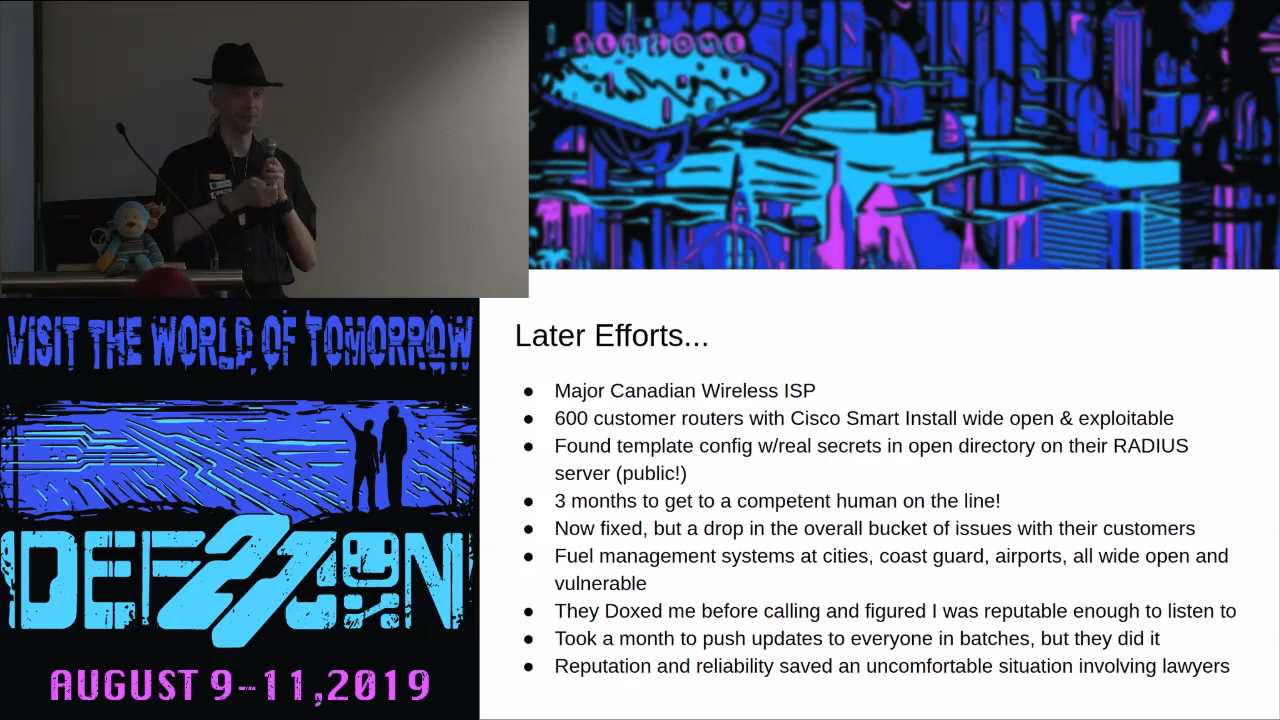 WELCOME
VISIT THE WORLD OF TOMORROW
DEF CON
27
AUGUST 9-11,2019
Later Efforts...
● Major Canadian Wireless ISP
● 600 customer routers with Cisco Smart Install wide open & exploitable
● Found template config w/real secrets in open directory on their RADIUS
server (public!)
● 3 months to get to a competent human on the line!
● Now fixed, but a drop in the overall bucket of issues with their customers
● Fuel management systems at cities, coast guard, airports, all wide open and
vulnerable
● They Doxed me before calling and figured I was reputable enough to listen to
● Took a month to push updates to everyone in batches, but they did it
● Reputation and reliability saved an uncomfortable situation involving lawyers